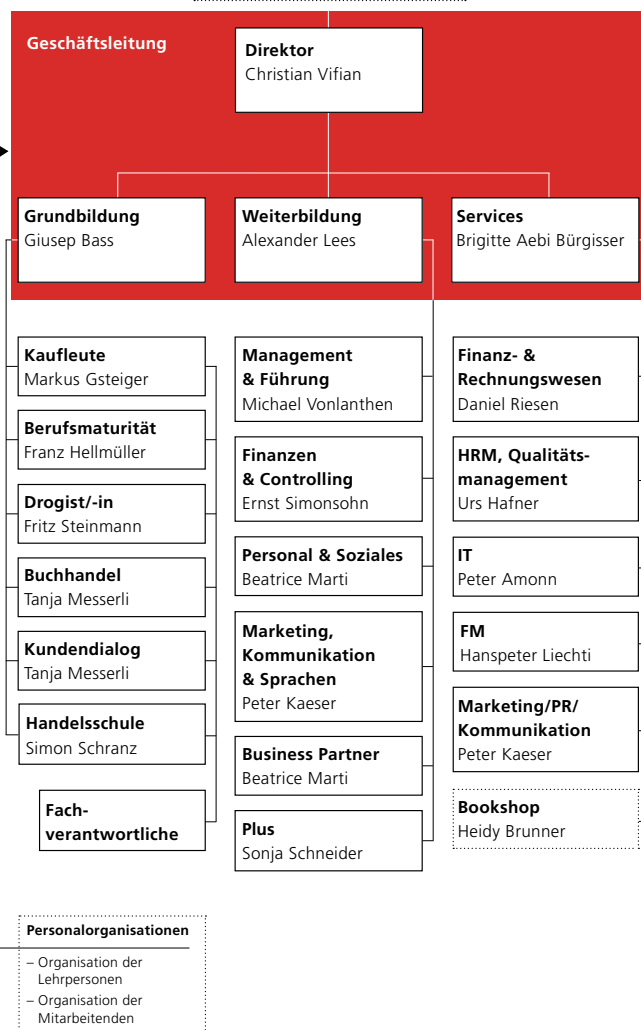 Geschäftsleitung
Direktor
Christian Vifian
Grundbildung
Giusep Bass
Weiterbildung
Alexander Lees
Services
Brigitte Aebi Bürgisser
Kaufleute
Markus Gsteiger
Berufsmaturität
Franz Hellmüller
Drogist/-in
Fritz Steinmann
Buchhandel
Tanja Messerli
Kundendialog
Tanja Messerli
Handelsschule
Simon Schranz
Fach-
verantwortliche
Management
& Führung
Michael Vonlanthen
Finanzen
& Controlling
Ernst Simonsohn
Personal & Soziales
Beatrice Marti
Marketing,
Kommunikation
& Sprachen
Peter Kaeser
Business Partner
Beatrice Marti
Plus
Sonja Schneider
Finanz- &
Rechnungswesen
Daniel Riesen
HRM, Qualitäts-
management
Urs Hafner
IT
Peter Amonn
FM
Hanspeter Liechti
Marketing/PR/
Kommunikation
Peter Kaeser
Bookshop
Heidy Brunner
Personalorganisationen
– Organisation der
Lehrpersonen
– Organisation der
Mitarbeitenden